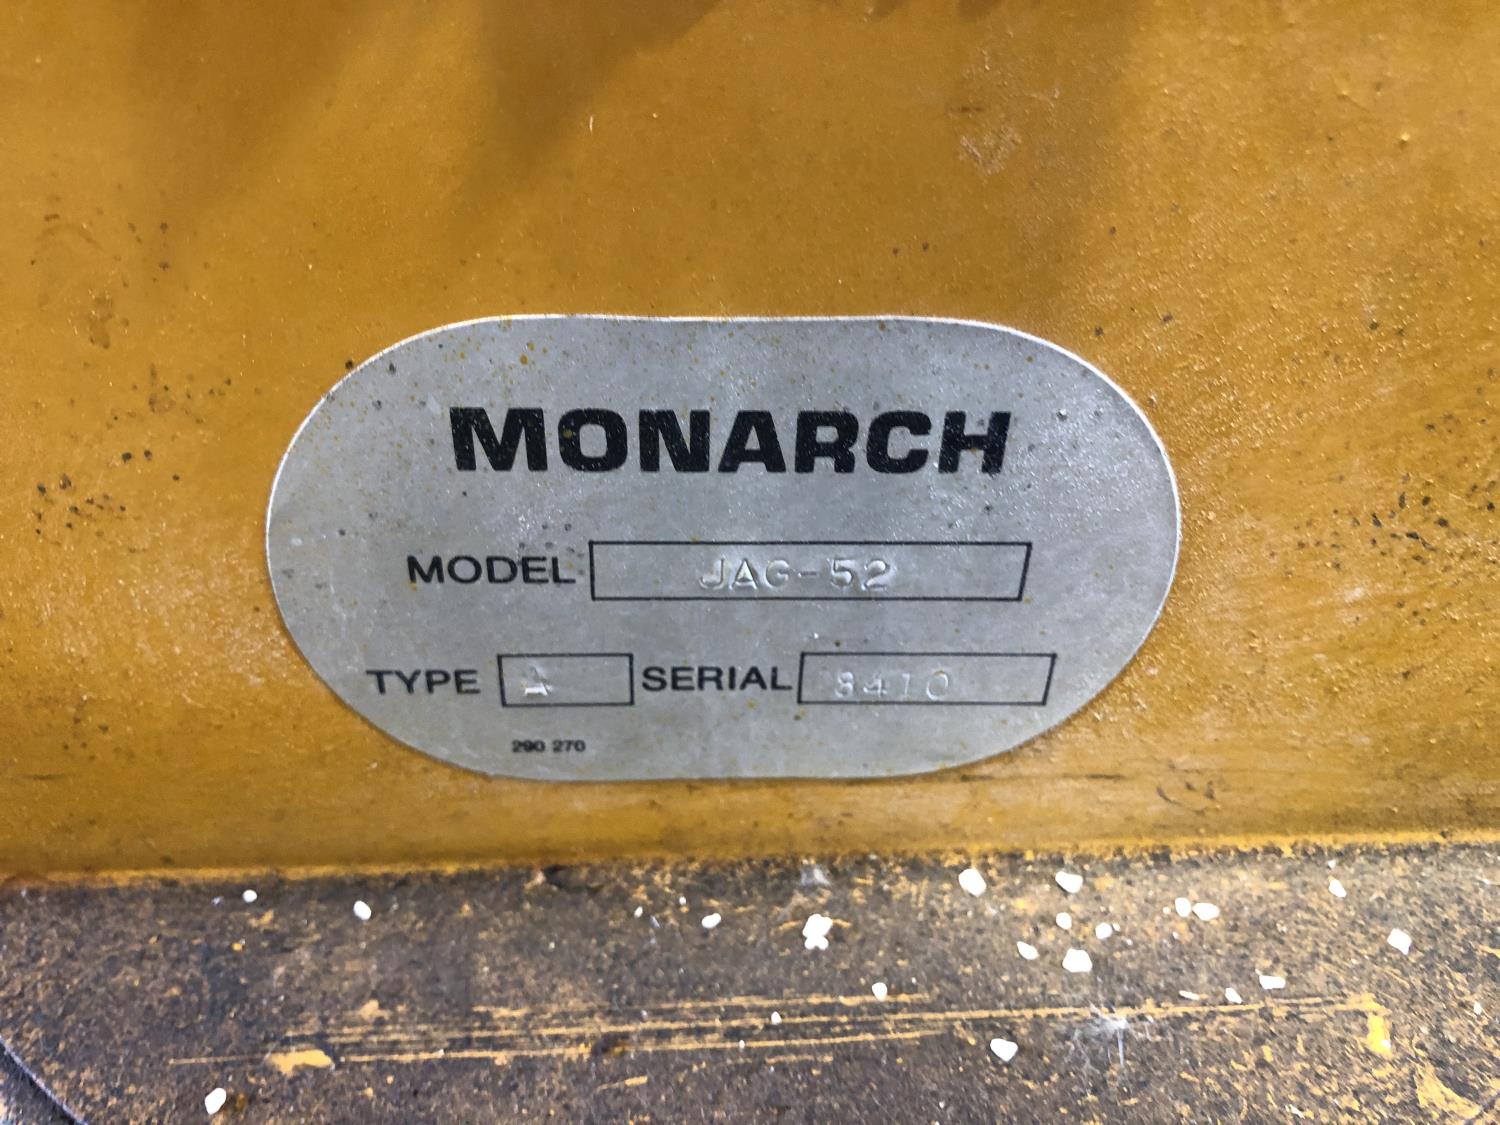 MONARCH
MODEL JAG-52
TYPE A SERIAL 8410
290 270